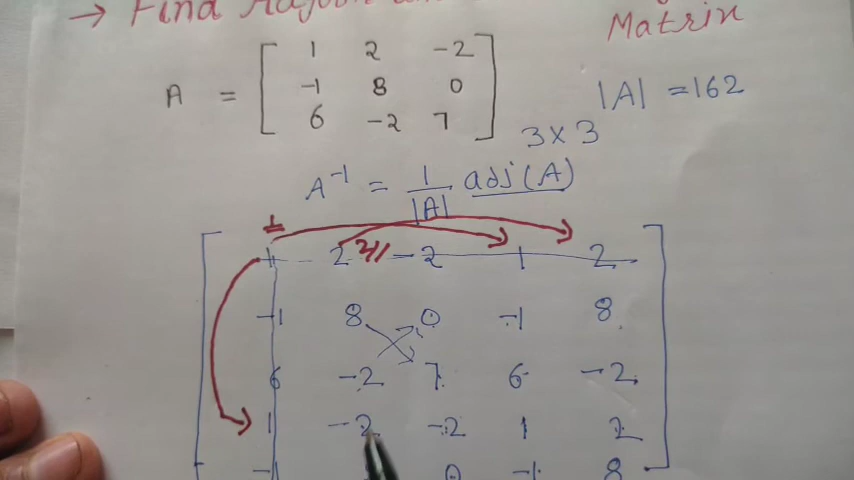 → Find Adjoin
Matrix
A = [ 1 2 -2
-1 8 0
6 -2 7 ] 3×3
|A| = 162
A⁻¹ = 1/|A| adj(A)
1 2 -2 1 2
-1 8 0 -1 8
6 -2 7 6 -2
1 -2 -2 1 2
-1 0 -1 8